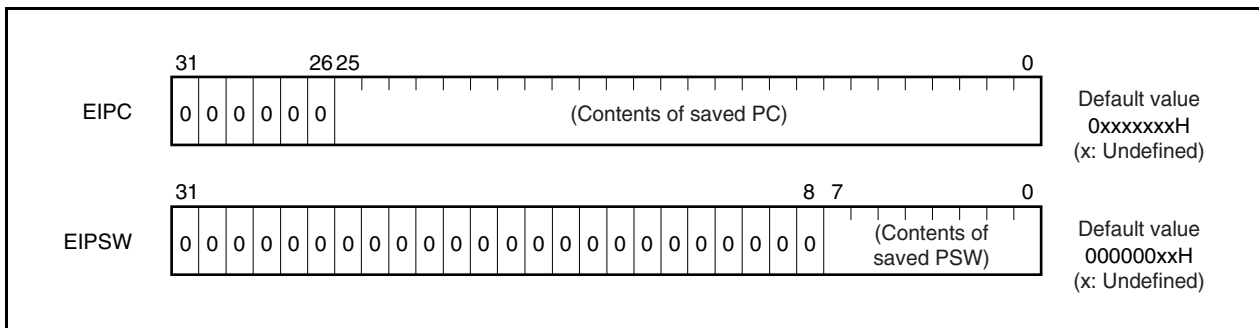 31 26 25 0
EIPC 0 0 0 0 0 0 (Contents of saved PC) Default value
0xxxxxxxH
(x: Undefined)
31 8 7 0
EIPSW 0 0 0 0 0 0 0 0 0 0 0 0 0 0 0 0 0 0 0 0 0 0 0 0 (Contents of
saved PSW) Default value
000000xxH
(x: Undefined)